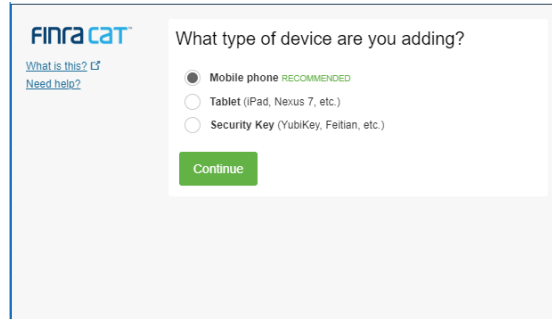 FINRA CAT™
What is this?
Need help?
What type of device are you adding?
Mobile phone RECOMMENDED
Tablet (iPad, Nexus 7, etc.)
Security Key (YubiKey, Feitian, etc.)
Continue